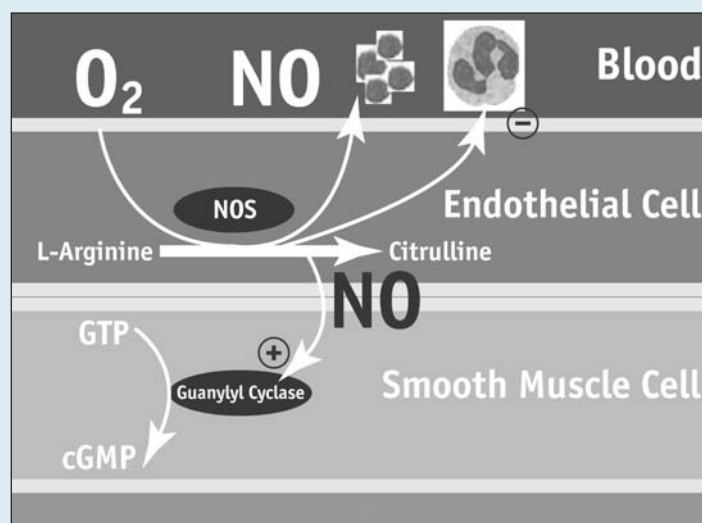 O₂ NO Blood
−
NOS
Endothelial Cell
L-Arginine Citrulline
NO
GTP
+
Guanylyl Cyclase
Smooth Muscle Cell
cGMP